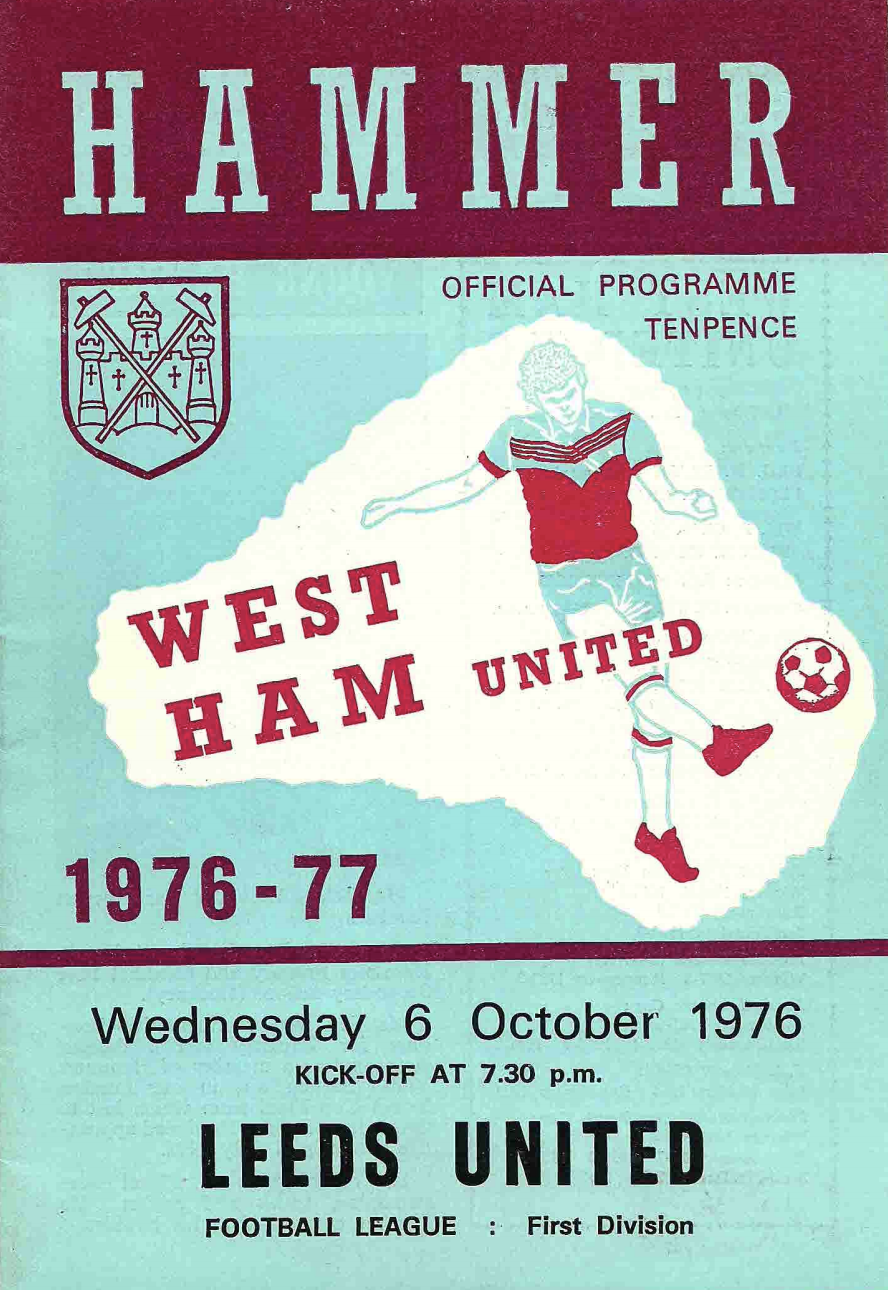 HAMMER
OFFICIAL PROGRAMME
TENPENCE
WEST
HAM UNITED
1976-77
Wednesday 6 October 1976
KICK-OFF AT 7.30 p.m.
LEEDS UNITED
FOOTBALL LEAGUE : First Division